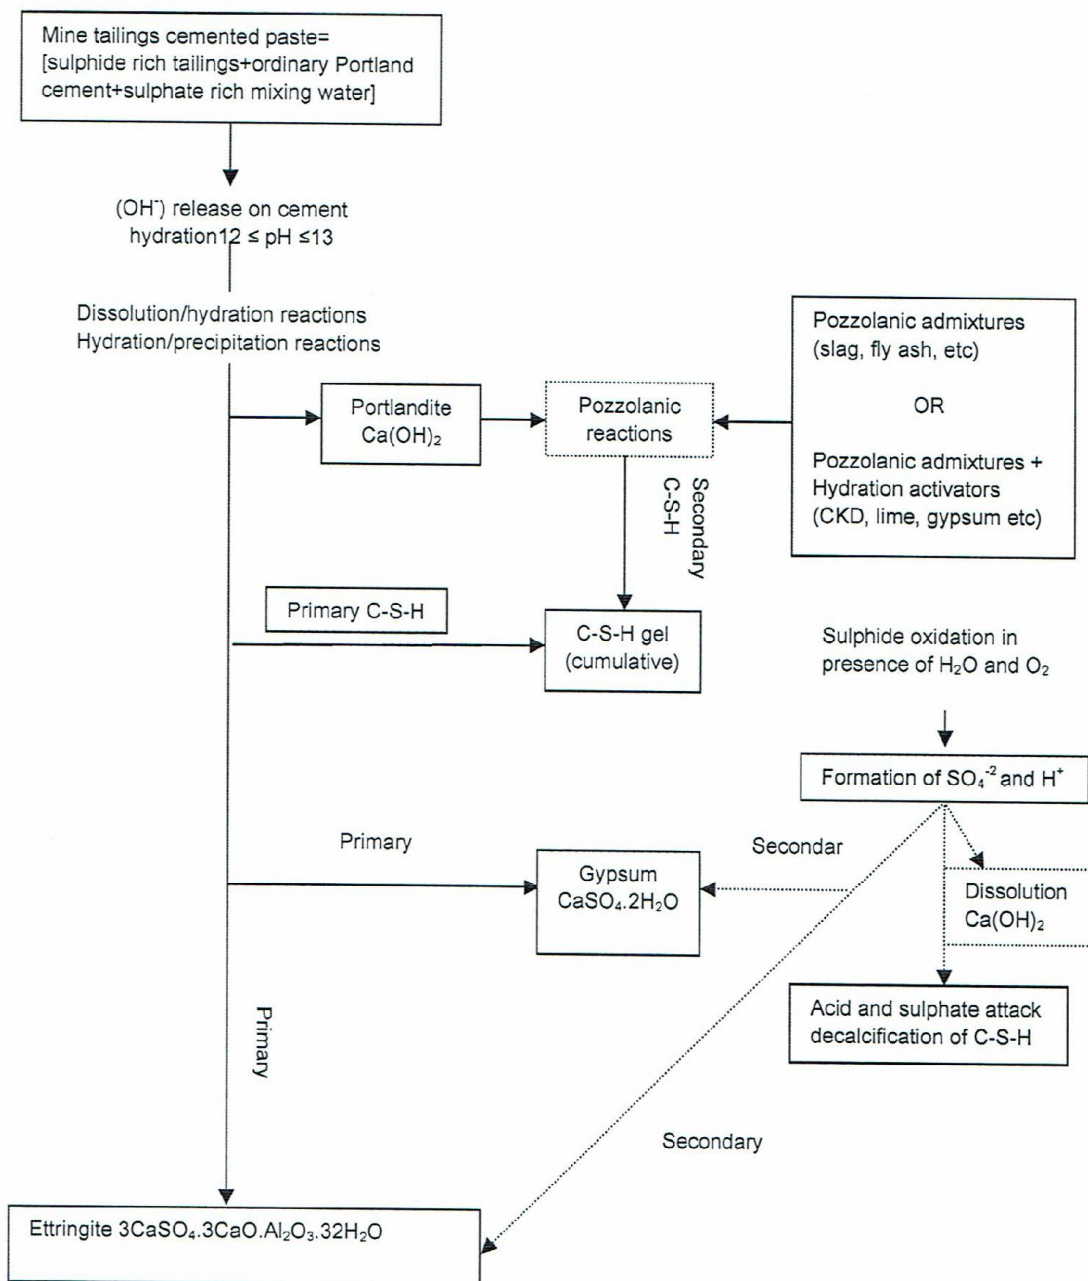 Mine tailings cemented paste=
[sulphide rich tailings+ordinary Portland
cement+sulphate rich mixing water]
(OH⁻) release on cement
hydration12 ≤ pH ≤13
Dissolution/hydration reactions
Hydration/precipitation reactions
Portlandite
Ca(OH)₂
Pozzolanic
reactions
Pozzolanic admixtures
(slag, fly ash, etc)
OR
Pozzolanic admixtures +
Hydration activators
(CKD, lime, gypsum etc)
Secondary
C-S-H
Primary C-S-H
C-S-H gel
(cumulative)
Sulphide oxidation in
presence of H₂O and O₂
Formation of SO₄⁻² and H⁺
Primary
Gypsum
CaSO₄.2H₂O
Secondar
Dissolution
Ca(OH)₂
Acid and sulphate attack
decalcification of C-S-H
Primary
Secondary
Ettringite 3CaSO₄.3CaO.Al₂O₃.32H₂O